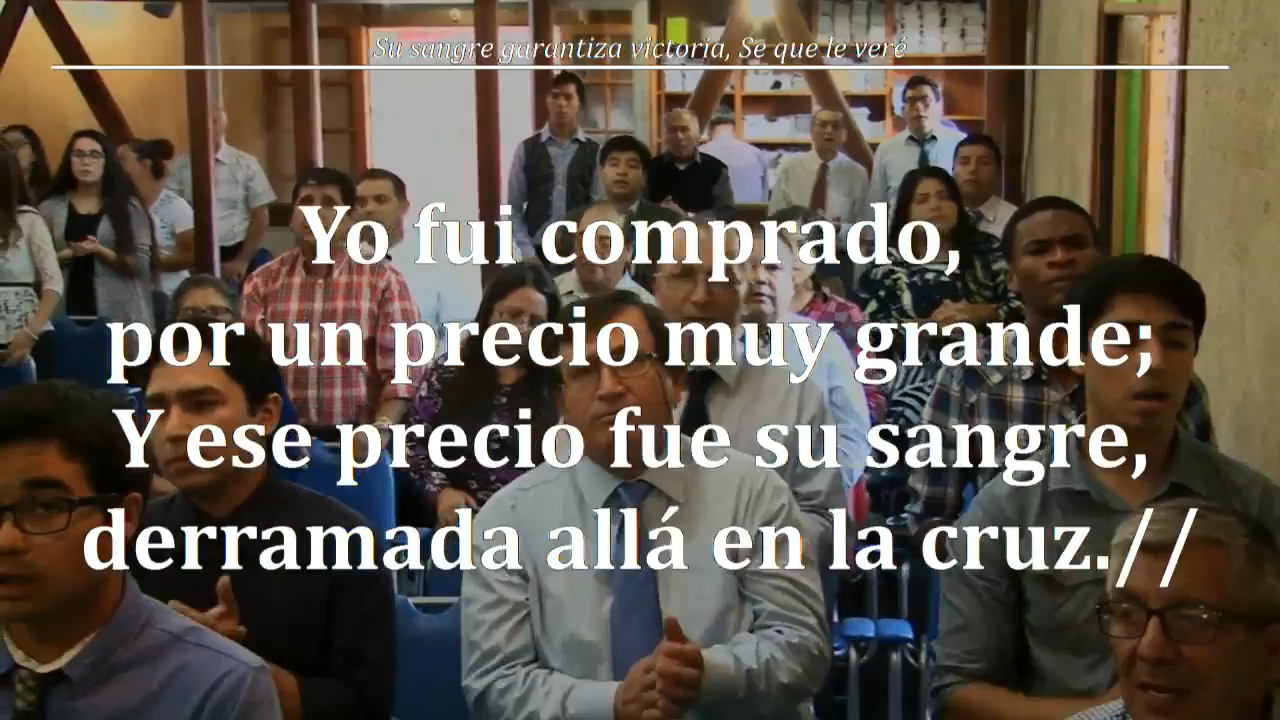 Su sangre garantiza victoria, Se que le veré
Yo fui comprado,
por un precio muy grande;
Y ese precio fue su sangre,
derramada allá en la cruz.//